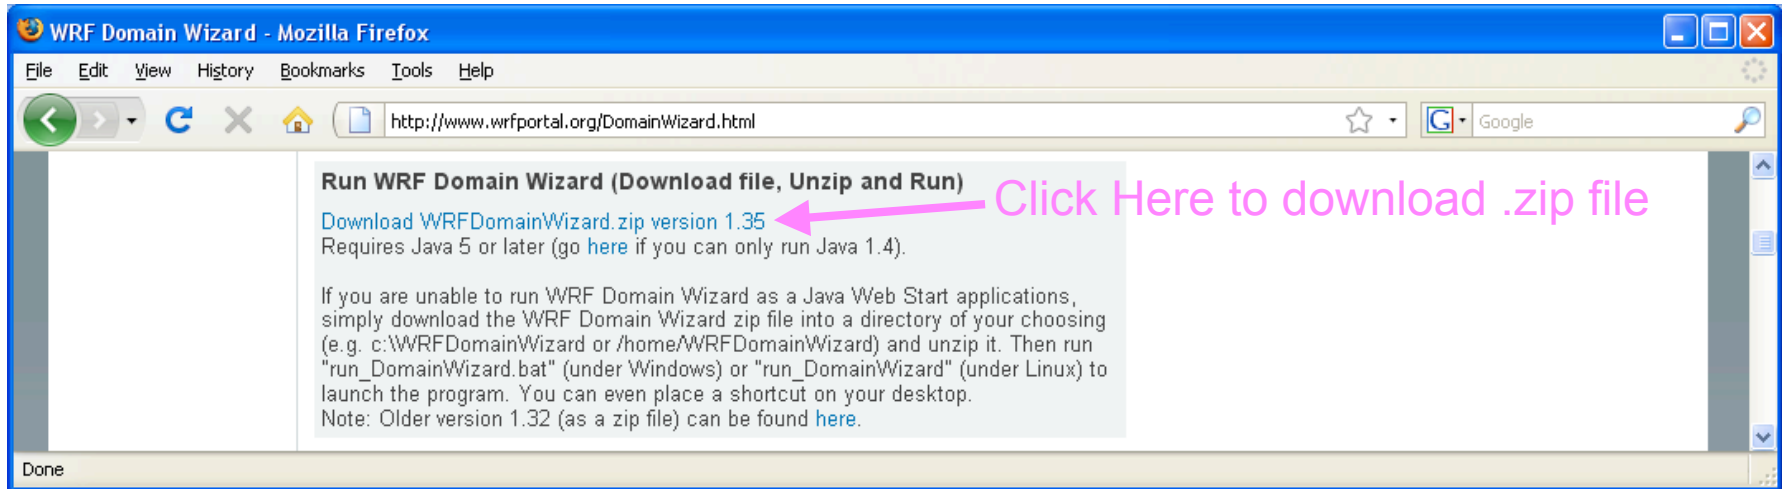 WRF Domain Wizard - Mozilla Firefox
File Edit View History Bookmarks Tools Help
http://www.wrfportal.org/DomainWizard.html
G Google
Run WRF Domain Wizard (Download file, Unzip and Run)
Click Here to download .zip file
Download WRFDomainWizard.zip version 1.35
Requires Java 5 or later (go here if you can only run Java 1.4).
If you are unable to run WRF Domain Wizard as a Java Web Start applications,
simply download the WRF Domain Wizard zip file into a directory of your choosing
(e.g. c:\WRFDomainWizard or /home/WRFDomainWizard) and unzip it. Then run
"run_DomainWizard.bat" (under Windows) or "run_DomainWizard" (under Linux) to
launch the program. You can even place a shortcut on your desktop.
Note: Older version 1.32 (as a zip file) can be found here.
Done